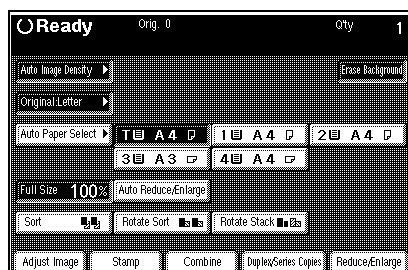 Ready Orig. 0 Q'ty 1
Auto Image Density Erase Background
Original:Letter
Auto Paper Select T A4 1 A4 2 A4
3 A3 4 A4
Full Size 100% Auto Reduce/Enlarge
Sort Rotate Sort Rotate Stack
Adjust Image Stamp Combine Duplex/Series Copies Reduce/Enlarge